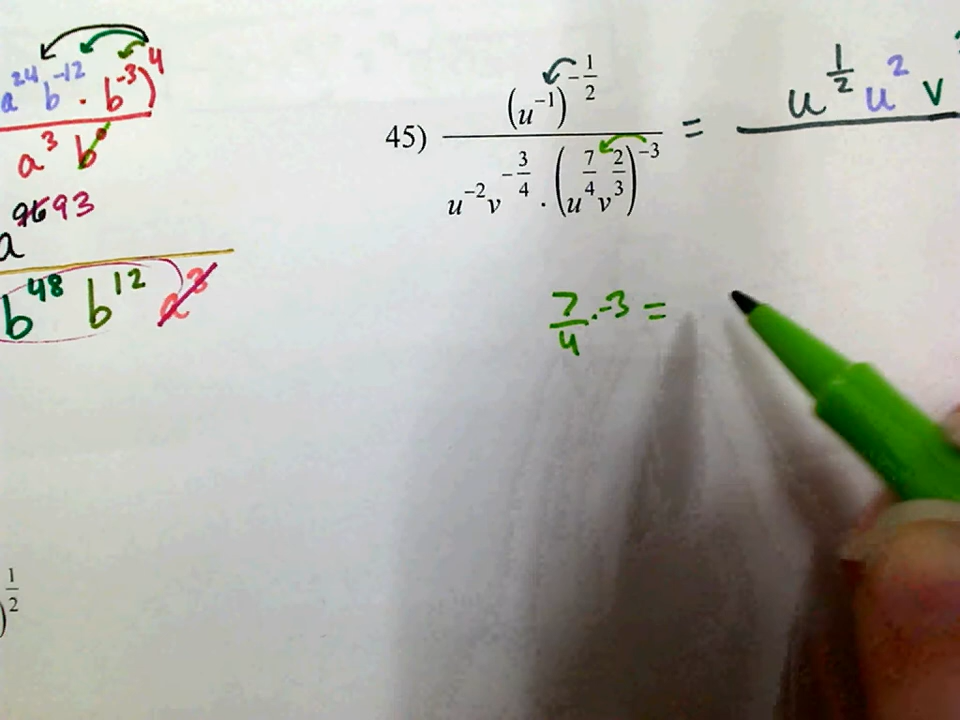 a^24 b^-12 · b^-3)^4
a^3 b
a^96 93
b^48 b^12 a^3
45) (u^-1)^-1/2 / u^-2 v^-3/4 · (u^7/4 v^2/3)^-3 = u^1/2 u^2 v
7/4 · -3 =
)^1/2